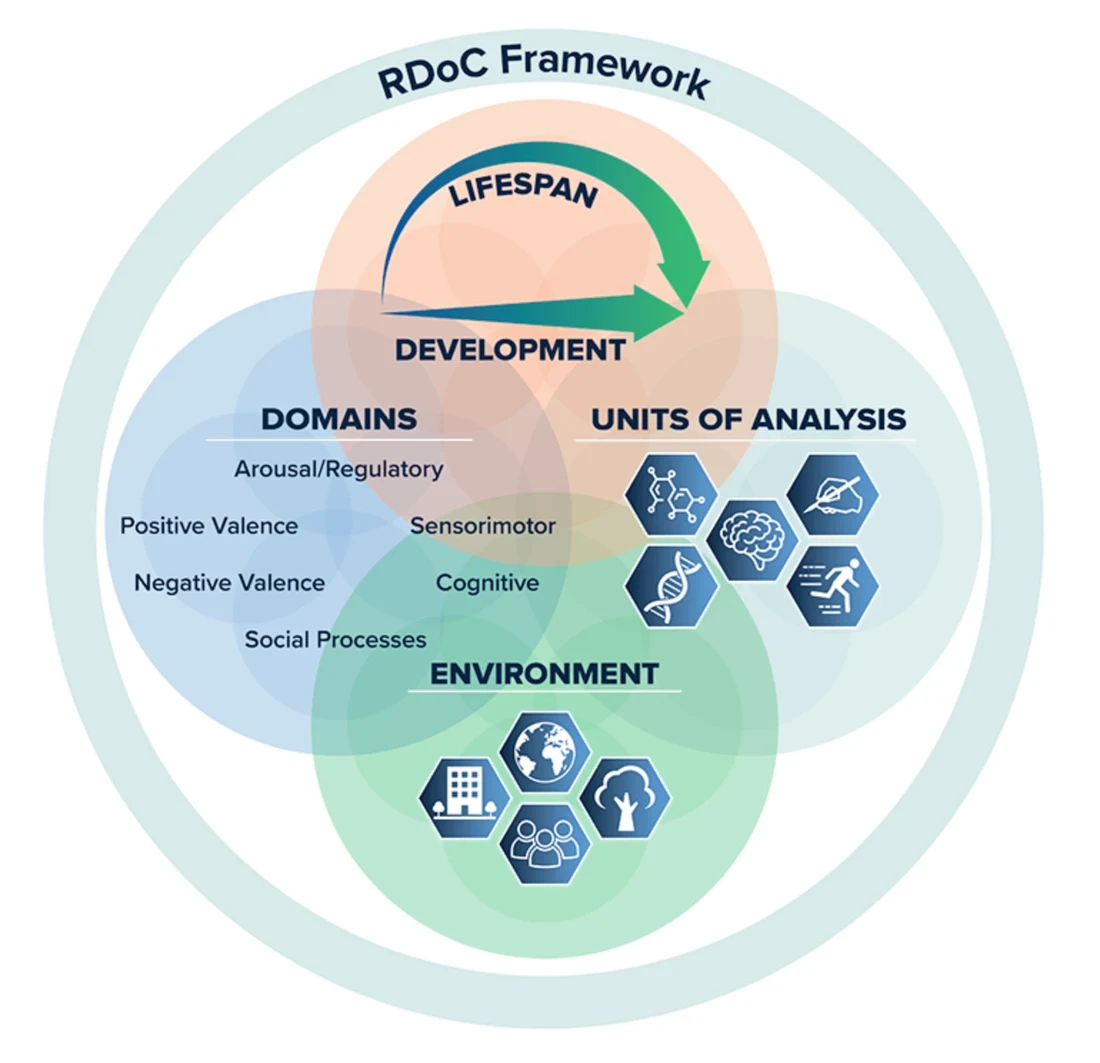 RDoC Framework
LIFESPAN
DEVELOPMENT
DOMAINS
Arousal/Regulatory
Positive Valence
Sensorimotor
Negative Valence
Cognitive
Social Processes
UNITS OF ANALYSIS
ENVIRONMENT